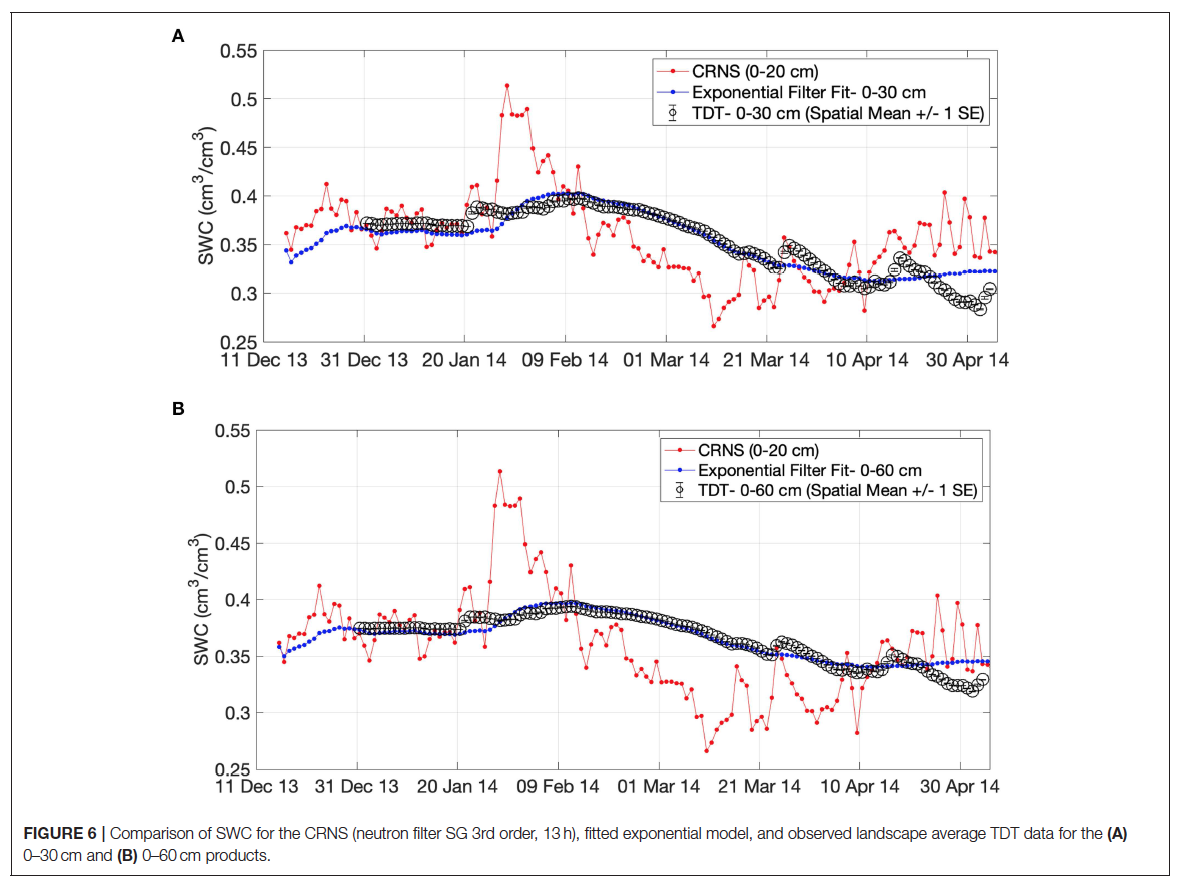 A
0.55
0.5
0.45
0.4
0.35
0.3
0.25
SWC (cm³/cm³)
CRNS (0-20 cm)
Exponential Filter Fit- 0-30 cm
TDT- 0-30 cm (Spatial Mean +/- 1 SE)
11 Dec 13 31 Dec 13 20 Jan 14 09 Feb 14 01 Mar 14 21 Mar 14 10 Apr 14 30 Apr 14
B
0.55
0.5
0.45
0.4
0.35
0.3
0.25
SWC (cm³/cm³)
CRNS (0-20 cm)
Exponential Filter Fit- 0-60 cm
TDT- 0-60 cm (Spatial Mean +/- 1 SE)
11 Dec 13 31 Dec 13 20 Jan 14 09 Feb 14 01 Mar 14 21 Mar 14 10 Apr 14 30 Apr 14
FIGURE 6 | Comparison of SWC for the CRNS (neutron filter SG 3rd order, 13 h), fitted exponential model, and observed landscape average TDT data for the (A)
0–30 cm and (B) 0–60 cm products.